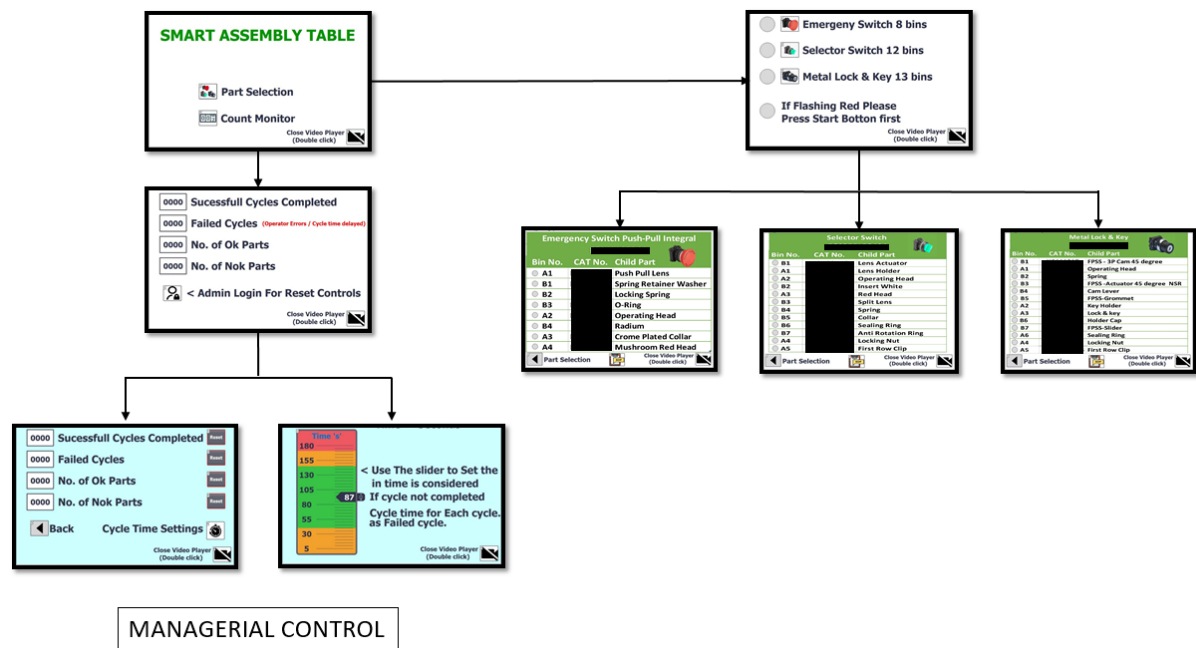 SMART ASSEMBLY TABLE
Part Selection
Count Monitor
Close Video Player
(Double click)
Emergeny Switch 8 bins
Selector Switch 12 bins
Metal Lock & Key 13 bins
If Flashing Red Please
Press Start Botton first
Close Video Player
(Double click)
0000 Sucessfull Cycles Completed
0000 Failed Cycles (Operator Errors / Cycle time delayed)
0000 No. of Ok Parts
0000 No. of Nok Parts
< Admin Login For Reset Controls
Close Video Player
(Double click)
Emergency Switch Push-Pull Integral
Bin No. CAT No. Child Part
A1 Push Pull Lens
B1 Spring Retainer Washer
B2 Locking Spring
B3 O-Ring
A2 Operating Head
B4 Radium
A3 Crome Plated Collar
A4 Mushroom Red Head
Part Selection
Close Video Player
(Double click)
Selector Switch
Bin No. CAT No. Child Part
B1 Lens Actuator
A1 Lens Holder
A2 Operating Head
B2 Insert White
A3 Red Head
B3 Split Lens
B4 Spring
B5 Collar
B6 Sealing Ring
B7 Anti Rotation Ring
A4 Locking Nut
A5 First Row Clip
Part Selection
Close Video Player
(Double click)
Metal Lock & Key
Bin No. CAT No. Child Part
B1 FPSS - 3P Cam 45 degree
A1 Operating Head
B2 Spring
B3 FPSS -Actuator 45 degree NSR
B4 Cam Lever
B5 FPSS-Grommet
A2 Key Holder
A3 Lock & key
B6 Holder Cap
B7 FPSS-Slider
A6 Sealing Ring
A4 Locking Nut
A5 First Row Clip
Part Selection
Close Video Player
(Double click)
0000 Sucessfull Cycles Completed Reset
0000 Failed Cycles Reset
0000 No. of Ok Parts Reset
0000 No. of Nok Parts Reset
Back Cycle Time Settings
Close Video Player
(Double click)
Time 's'
180
155
130
105
80
55
30
5
87
< Use The slider to Set the
in time is considered
If cycle not completed
Cycle time for Each cycle.
as Failed cycle.
Close Video Player
(Double click)
MANAGERIAL CONTROL